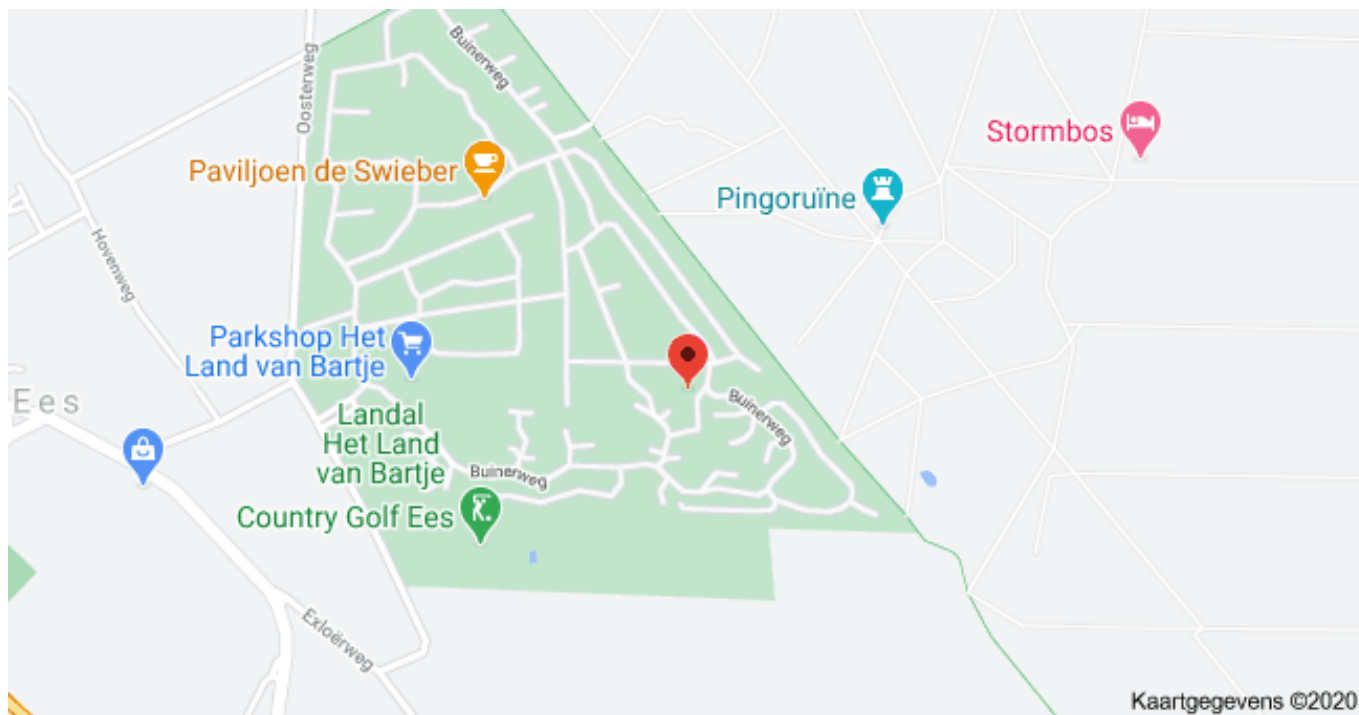 Buinerweg
Oosterweg
Stormbos
Paviljoen de Swieber
Pingoruïne
Hovenweg
Parkshop Het
Land van Bartje
Ees
Landal
Het Land
van Bartje
Buinerweg
Buinerweg
Country Golf Ees
Exloërweg
Kaartgegevens ©2020